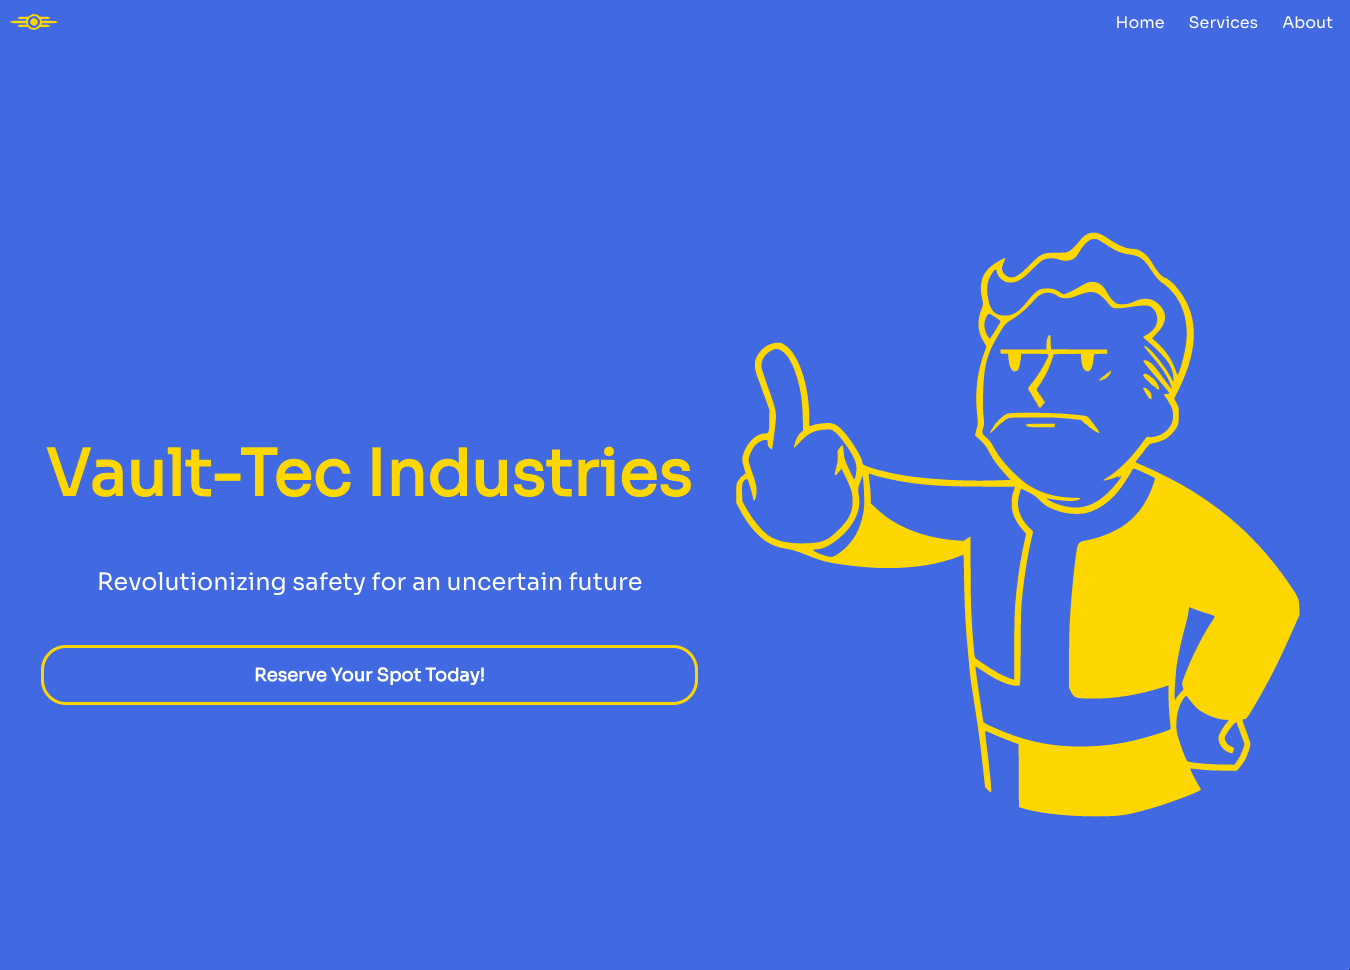 Home Services About
Vault-Tec Industries
Revolutionizing safety for an uncertain future
Reserve Your Spot Today!